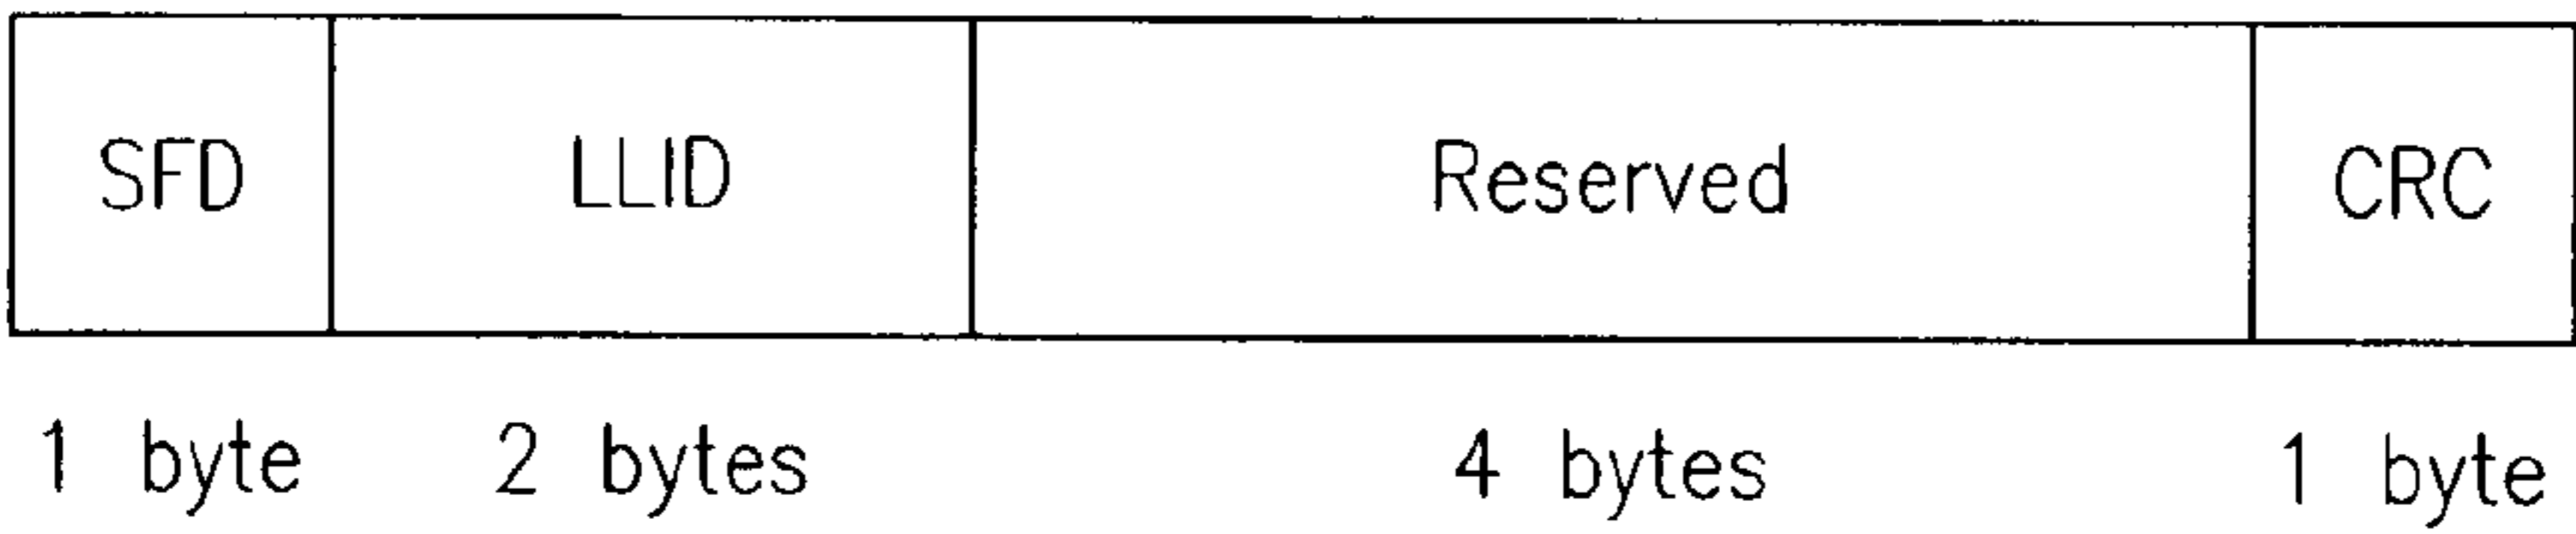 SFD LLID Reserved CRC
1 byte 2 bytes 4 bytes 1 byte